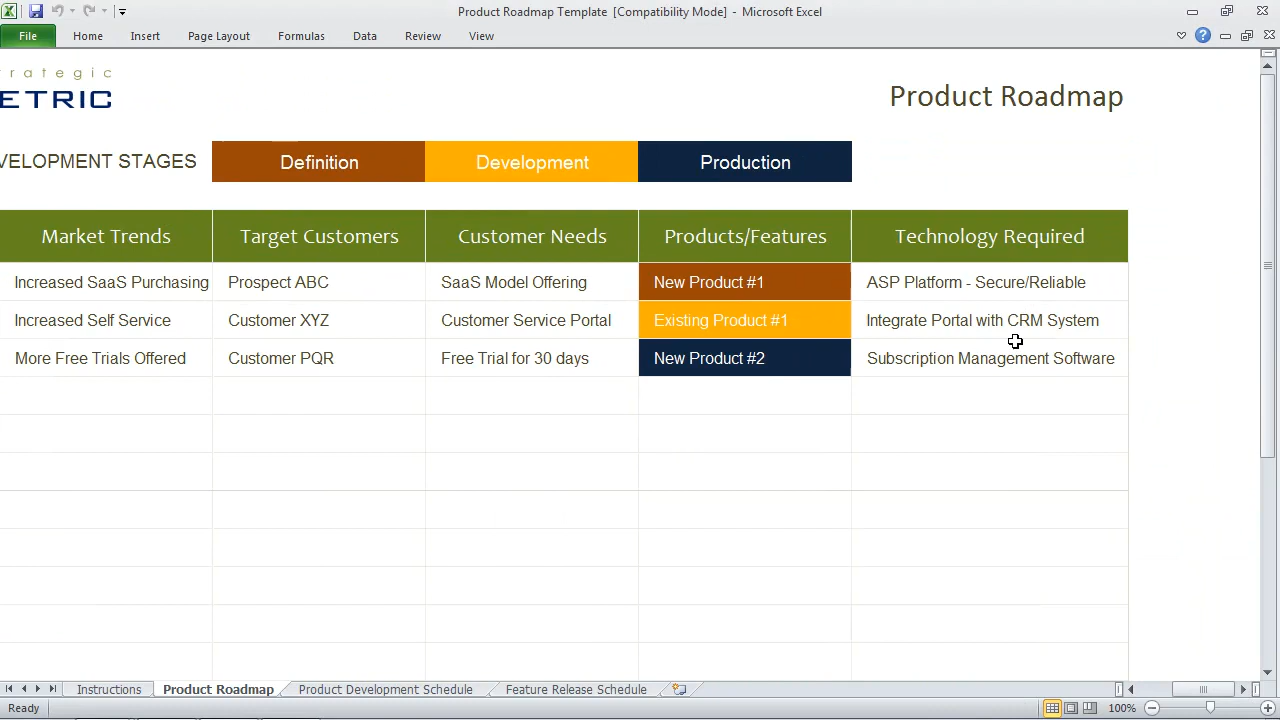 Product Roadmap Template [Compatibility Mode] - Microsoft Excel
File Home Insert Page Layout Formulas Data Review View
trategic
ETRIC
Product Roadmap
VELOPMENT STAGES Definition Development Production
Market Trends Target Customers Customer Needs Products/Features Technology Required
Increased SaaS Purchasing Prospect ABC SaaS Model Offering New Product #1 ASP Platform - Secure/Reliable
Increased Self Service Customer XYZ Customer Service Portal Existing Product #1 Integrate Portal with CRM System
More Free Trials Offered Customer PQR Free Trial for 30 days New Product #2 Subscription Management Software
Instructions Product Roadmap Product Development Schedule Feature Release Schedule
Ready 100%